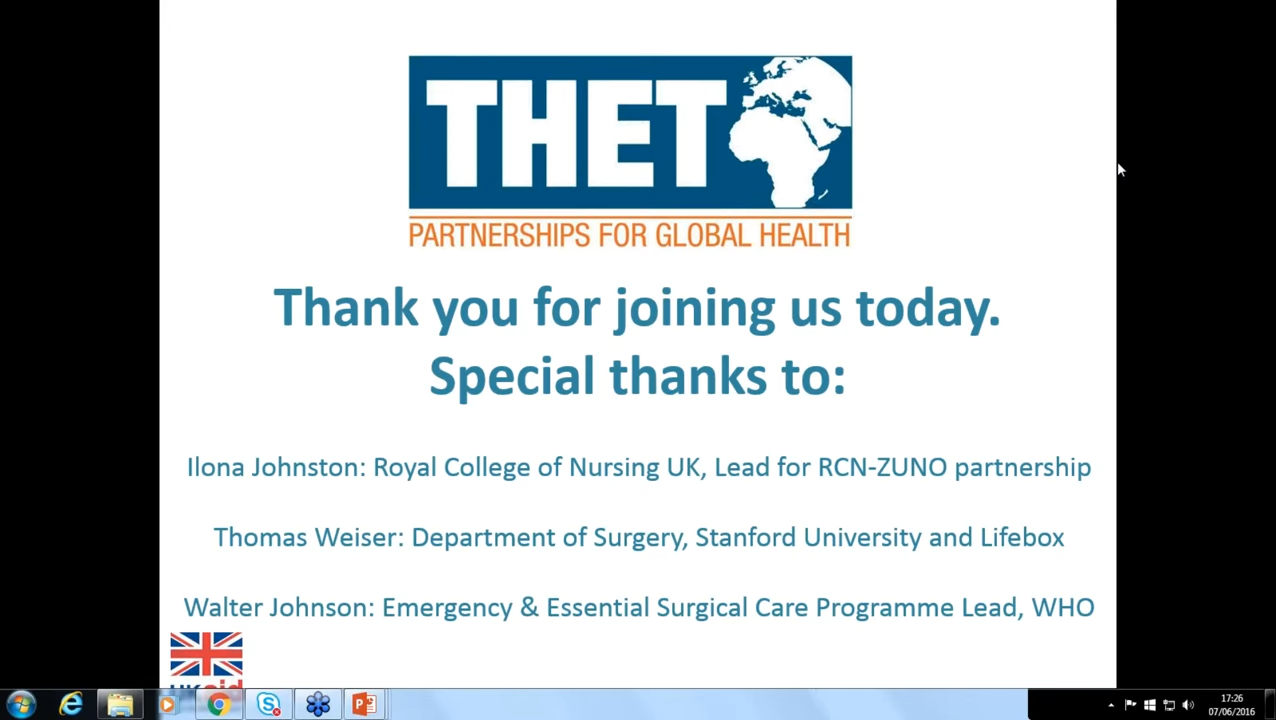 THET
PARTNERSHIPS FOR GLOBAL HEALTH
Thank you for joining us today.
Special thanks to:
Ilona Johnston: Royal College of Nursing UK, Lead for RCN-ZUNO partnership
Thomas Weiser: Department of Surgery, Stanford University and Lifebox
Walter Johnson: Emergency & Essential Surgical Care Programme Lead, WHO
UKaid
17:26
07/06/2016